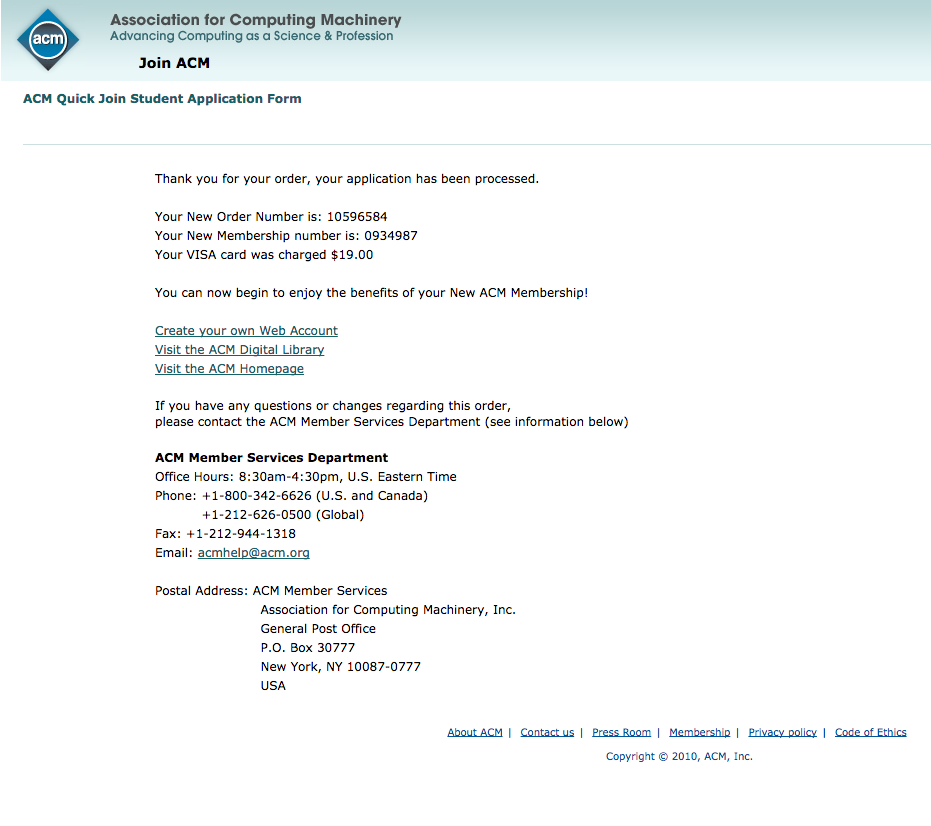 acm
Association for Computing Machinery
Advancing Computing as a Science & Profession
Join ACM
ACM Quick Join Student Application Form
Thank you for your order, your application has been processed.
Your New Order Number is: 10596584
Your New Membership number is: 0934987
Your VISA card was charged $19.00
You can now begin to enjoy the benefits of your New ACM Membership!
Create your own Web Account
Visit the ACM Digital Library
Visit the ACM Homepage
If you have any questions or changes regarding this order,
please contact the ACM Member Services Department (see information below)
ACM Member Services Department
Office Hours: 8:30am-4:30pm, U.S. Eastern Time
Phone: +1-800-342-6626 (U.S. and Canada)
+1-212-626-0500 (Global)
Fax: +1-212-944-1318
Email: acmhelp@acm.org
Postal Address: ACM Member Services
Association for Computing Machinery, Inc.
General Post Office
P.O. Box 30777
New York, NY 10087-0777
USA
About ACM | Contact us | Press Room | Membership | Privacy policy | Code of Ethics
Copyright © 2010, ACM, Inc.